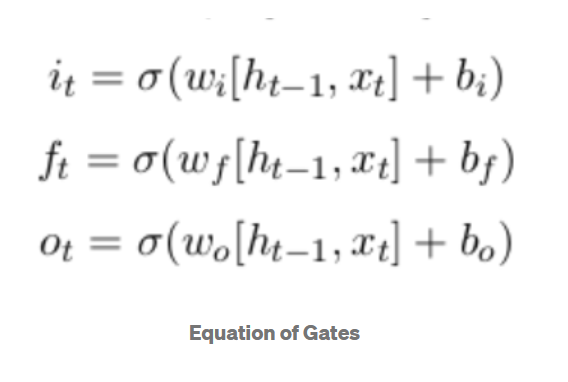 i_t = σ(w_i[h_{t−1}, x_t] + b_i)
f_t = σ(w_f[h_{t−1}, x_t] + b_f)
o_t = σ(w_o[h_{t−1}, x_t] + b_o)
Equation of Gates